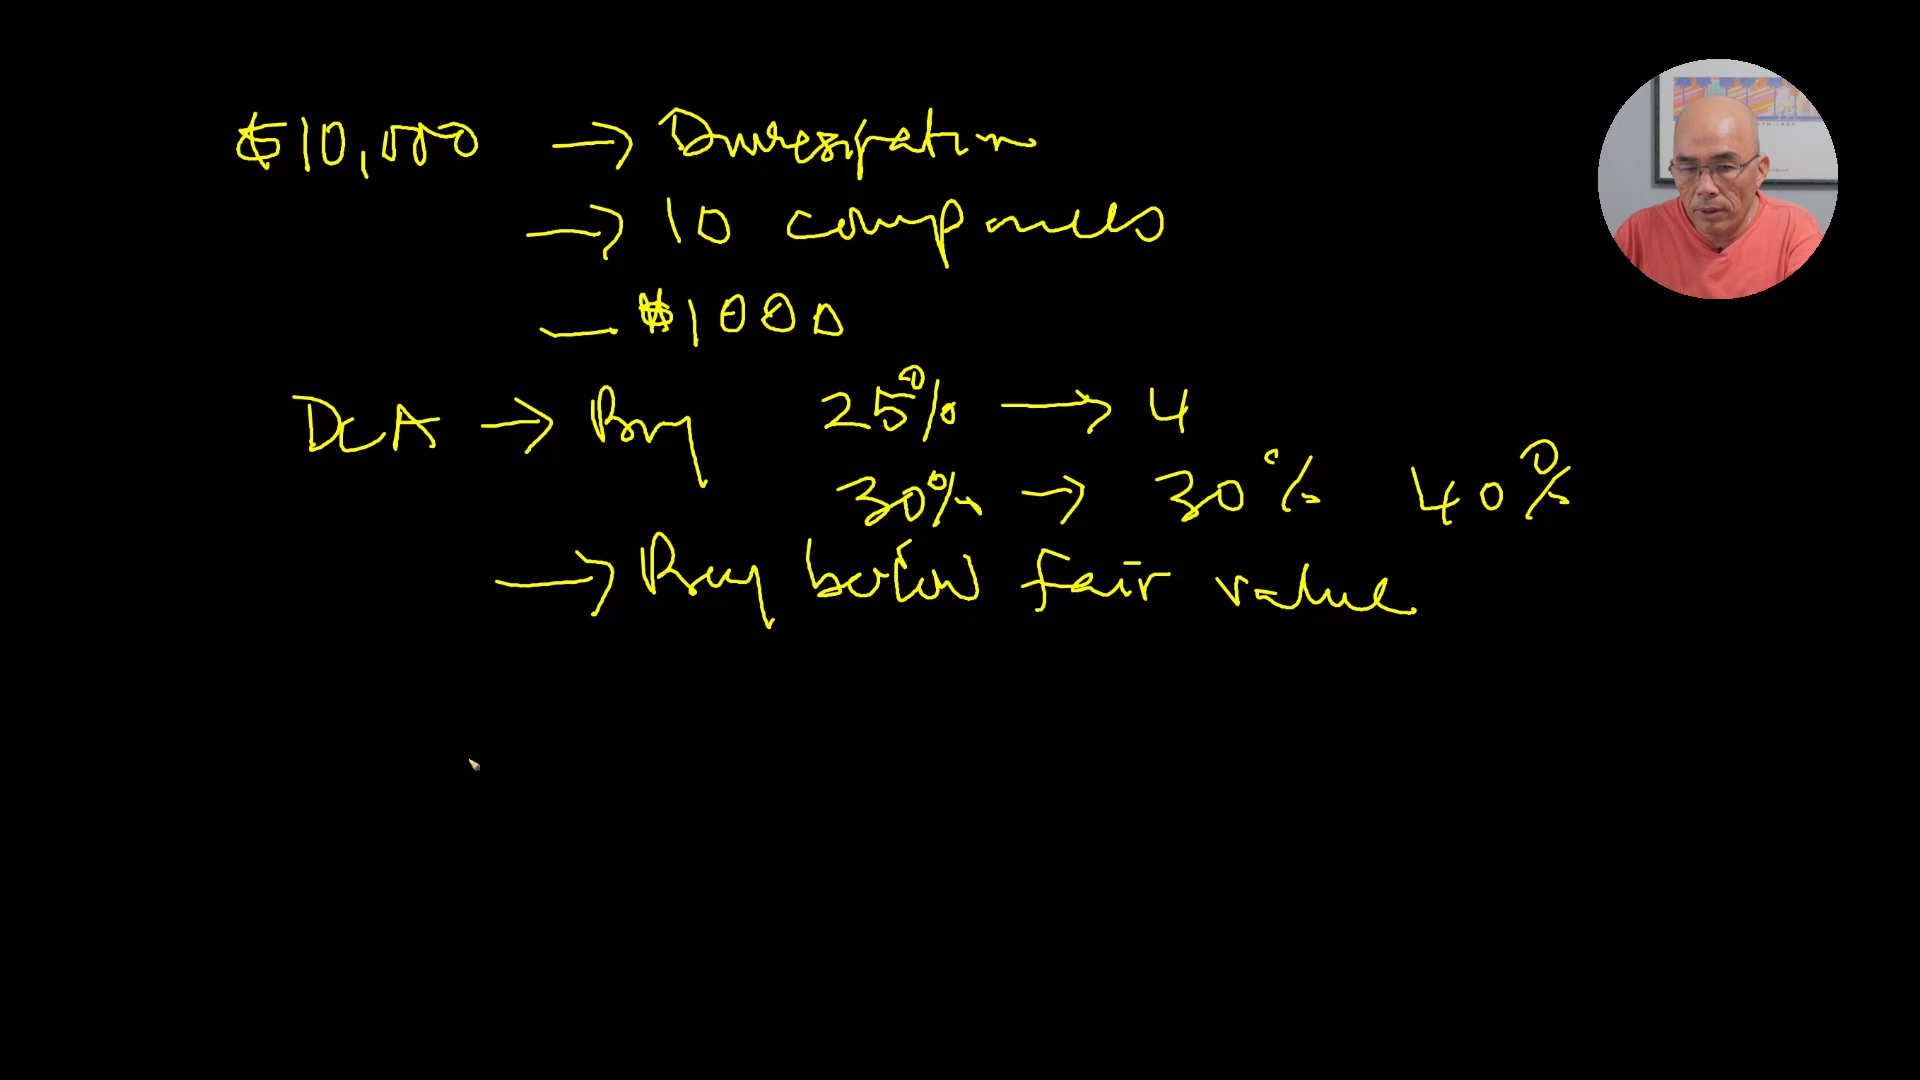 $10,000 → Diversification
→ 10 companies
— $1000
DCA → Buy 25% → 4
30% → 30% 40%
→ Buy below fair value